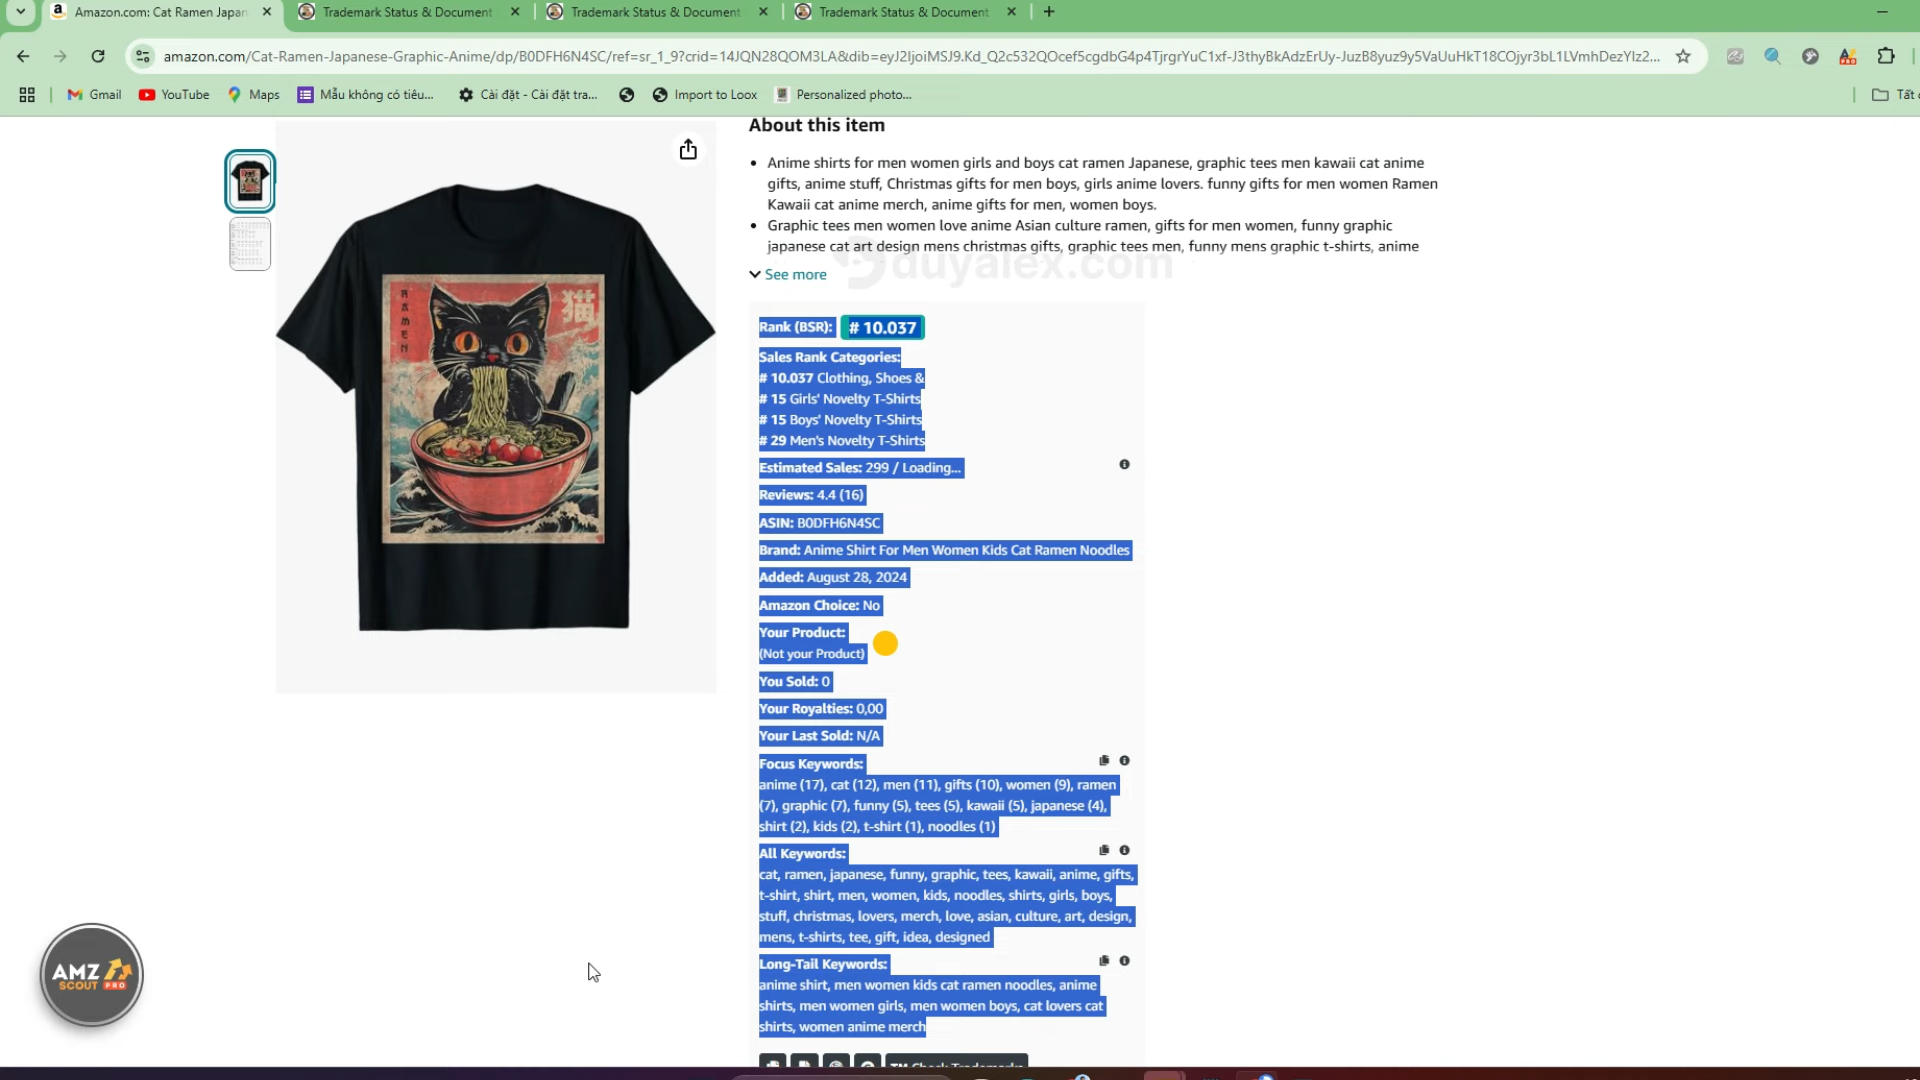 Amazon.com: Cat Ramen Japan
Trademark Status & Document
Trademark Status & Document
Trademark Status & Document
amazon.com/Cat-Ramen-Japanese-Graphic-Anime/dp/B0DFH6N4SC/ref=sr_1_9?crid=14JQN28QOM3LA&dib=eyJ2IjoiMSJ9.Kd_Q2c532QOcef5cgdbG4p4TjrgrYuC1xf-J3thyBkAdzErUy-JuzB8yuz9y5VaUuHkT18COjyr3bL1LVmhDezYIz2...
Gmail
YouTube
Maps
Mẫu không có tiêu...
Cài đặt - Cài đặt tra...
Import to Loox
Personalized photo...
About this item
Anime shirts for men women girls and boys cat ramen Japanese, graphic tees men kawaii cat anime
gifts, anime stuff, Christmas gifts for men boys, girls anime lovers. funny gifts for men women Ramen
Kawaii cat anime merch, anime gifts for men, women boys.
Graphic tees men women love anime Asian culture ramen, gifts for men women, funny graphic
japanese cat art design mens christmas gifts, graphic tees men, funny mens graphic t-shirts, anime
See more
duyalex.com
RAMEN
猫
Rank (BSR): # 10.037
Sales Rank Categories:
# 10.037 Clothing, Shoes &
# 15 Girls' Novelty T-Shirts
# 15 Boys' Novelty T-Shirts
# 29 Men's Novelty T-Shirts
Estimated Sales: 299 / Loading...
Reviews: 4.4 (16)
ASIN: B0DFH6N4SC
Brand: Anime Shirt For Men Women Kids Cat Ramen Noodles
Added: August 28, 2024
Amazon Choice: No
Your Product:
(Not your Product)
You Sold: 0
Your Royalties: 0,00
Your Last Sold: N/A
Focus Keywords:
anime (17), cat (12), men (11), gifts (10), women (9), ramen
(7), graphic (7), funny (5), tees (5), kawaii (5), japanese (4),
shirt (2), kids (2), t-shirt (1), noodles (1)
All Keywords:
cat, ramen, japanese, funny, graphic, tees, kawaii, anime, gifts,
t-shirt, shirt, men, women, kids, noodles, shirts, girls, boys,
stuff, christmas, lovers, merch, love, asian, culture, art, design,
mens, t-shirts, tee, gift, idea, designed
Long-Tail Keywords:
anime shirt, men women kids cat ramen noodles, anime
shirts, men women girls, men women boys, cat lovers cat
shirts, women anime merch
TM Check Trademarks
AMZ
SCOUT PRO